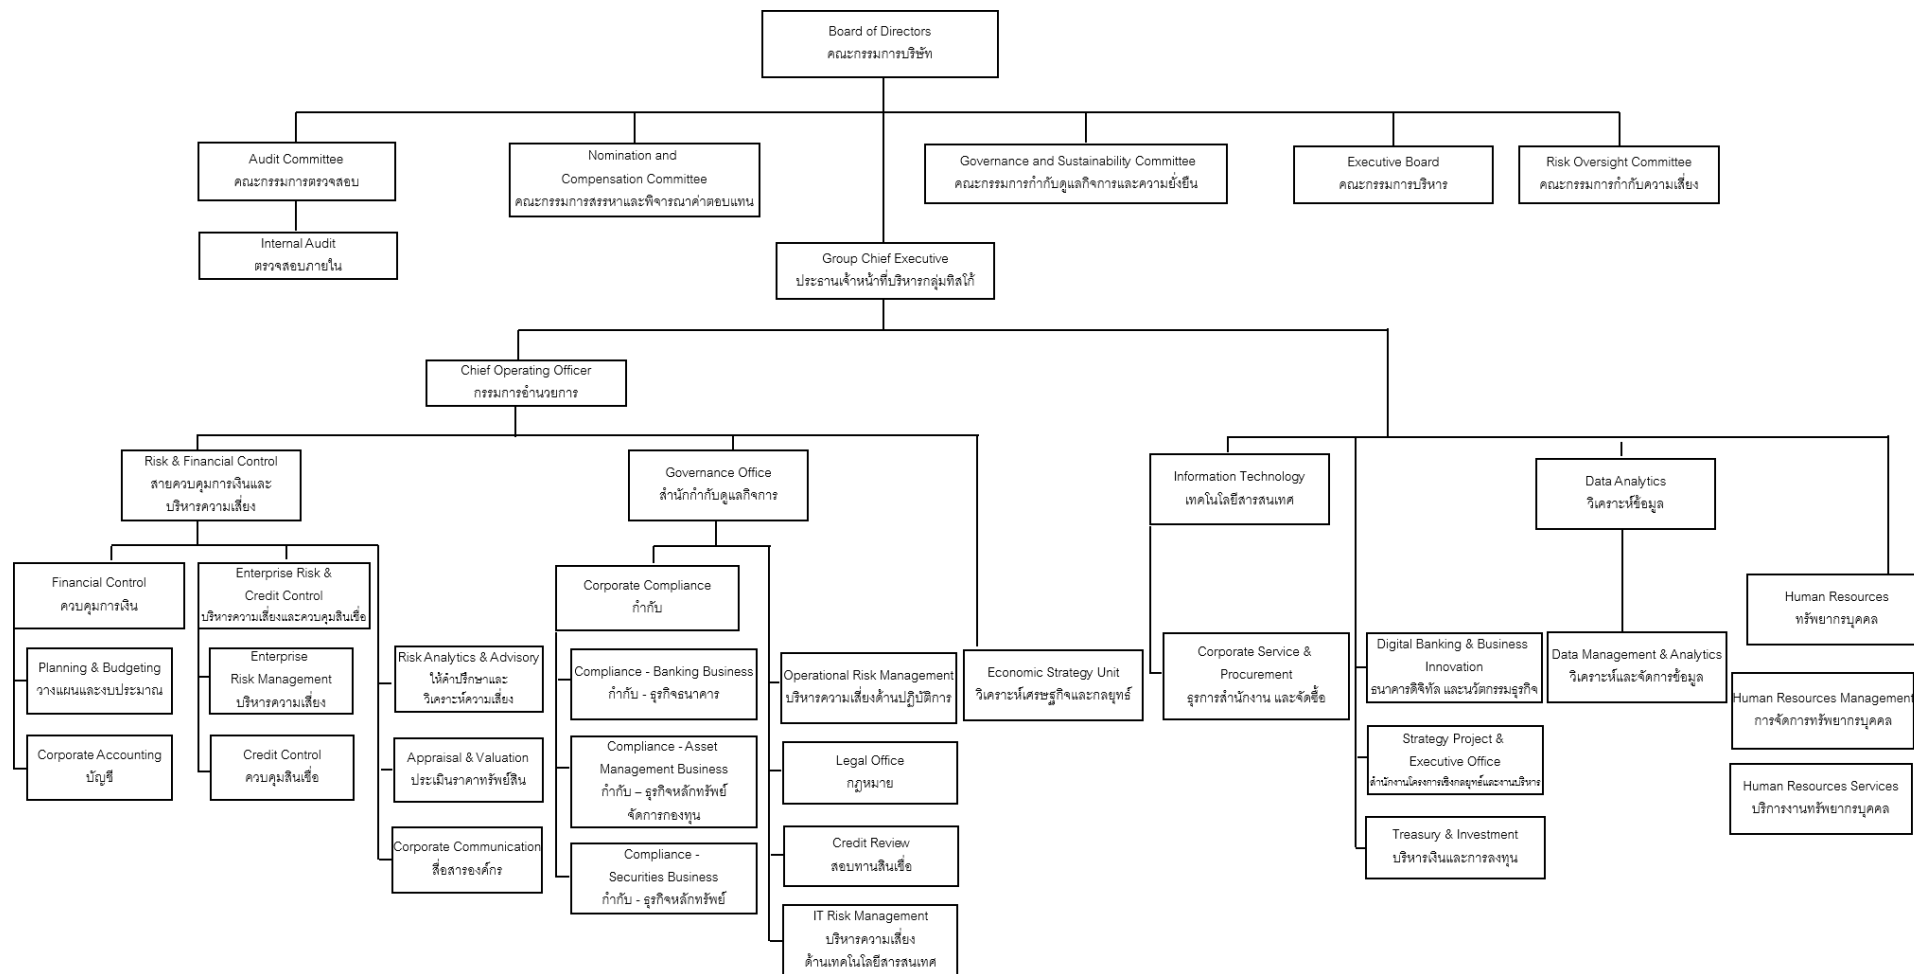 Board of Directors
คณะกรรมการบริษัท
Audit Committee
คณะกรรมการตรวจสอบ
Nomination and
Compensation Committee
คณะกรรมการสรรหาและพิจารณาค่าตอบแทน
Governance and Sustainability Committee
คณะกรรมการกำกับดูแลกิจการและความยั่งยืน
Executive Board
คณะกรรมการบริหาร
Risk Oversight Committee
คณะกรรมการกำกับความเสี่ยง
Internal Audit
ตรวจสอบภายใน
Group Chief Executive
ประธานเจ้าหน้าที่บริหารกลุ่มทิสโก้
Chief Operating Officer
กรรมการอำนวยการ
Risk & Financial Control
สายควบคุมการเงินและ
บริหารความเสี่ยง
Governance Office
สำนักกำกับดูแลกิจการ
Information Technology
เทคโนโลยีสารสนเทศ
Data Analytics
วิเคราะห์ข้อมูล
Financial Control
ควบคุมการเงิน
Enterprise Risk &
Credit Control
บริหารความเสี่ยงและควบคุมสินเชื่อ
Corporate Compliance
กำกับ
Human Resources
ทรัพยากรบุคคล
Planning & Budgeting
วางแผนและงบประมาณ
Enterprise
Risk Management
บริหารความเสี่ยง
Risk Analytics & Advisory
ให้คำปรึกษาและ
วิเคราะห์ความเสี่ยง
Compliance - Banking Business
กำกับ - ธุรกิจธนาคาร
Operational Risk Management
บริหารความเสี่ยงด้านปฏิบัติการ
Economic Strategy Unit
วิเคราะห์เศรษฐกิจและกลยุทธ์
Corporate Service &
Procurement
ธุรการสำนักงาน และจัดซื้อ
Digital Banking & Business
Innovation
ธนาคารดิจิทัล และนวัตกรรมธุรกิจ
Data Management & Analytics
วิเคราะห์และจัดการข้อมูล
Human Resources Management
การจัดการทรัพยากรบุคคล
Corporate Accounting
บัญชี
Credit Control
ควบคุมสินเชื่อ
Appraisal & Valuation
ประเมินราคาทรัพย์สิน
Compliance - Asset
Management Business
กำกับ – ธุรกิจหลักทรัพย์
จัดการกองทุน
Legal Office
กฎหมาย
Strategy Project &
Executive Office
สำนักงานโครงการเชิงกลยุทธ์และงานบริหาร
Human Resources Services
บริการงานทรัพยากรบุคคล
Corporate Communication
สื่อสารองค์กร
Compliance -
Securities Business
กำกับ - ธุรกิจหลักทรัพย์
Credit Review
สอบทานสินเชื่อ
Treasury & Investment
บริหารเงินและการลงทุน
IT Risk Management
บริหารความเสี่ยง
ด้านเทคโนโลยีสารสนเทศ